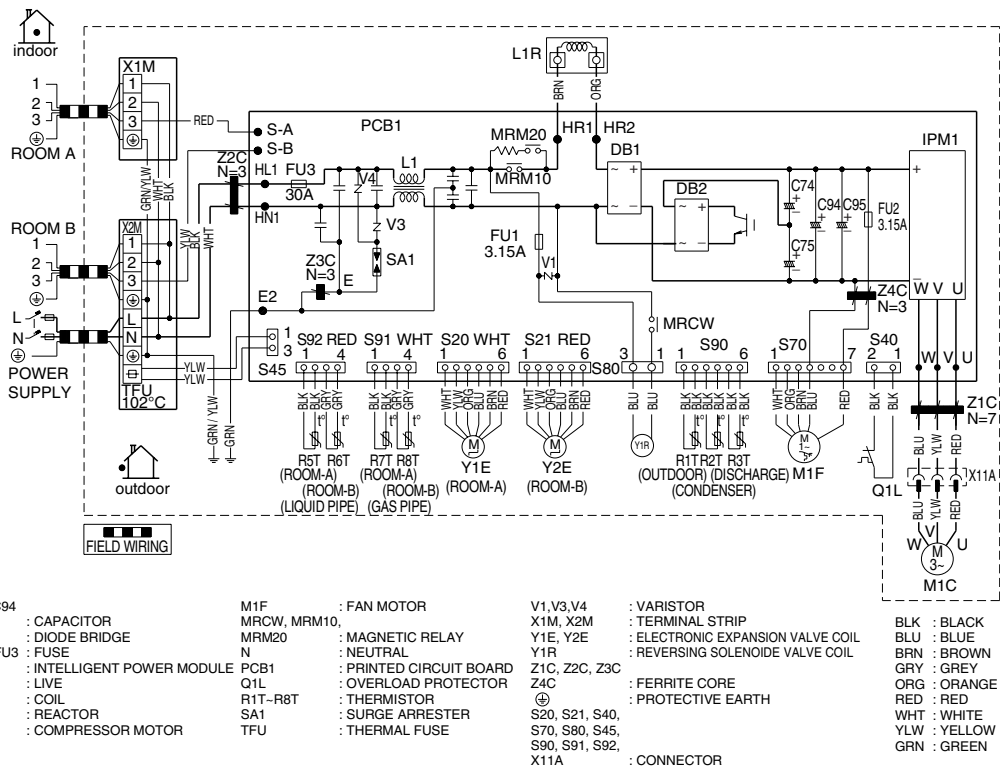 indoor
1
2
3
ROOM A
ROOM B
1
2
3
L
N
POWER
SUPPLY
X1M
1
2
3
X2M
1
2
3
L
N
TFU
102°C
GRN/YLW
WHT
BLK
YLW
BLK
WHT
RED
YLW
YLW
GRN / YLW
GRN
outdoor
FIELD WIRING
L1R
BRN
ORG
PCB1
S-A
S-B
Z2C
N=3
HL1
FU3
30A
HN1
V4
L1
MRM20
MRM10
HR1
HR2
DB1
DB2
IPM1
C74
C94
C95
FU2
3.15A
C75
V3
SA1
Z3C
N=3
E
E2
FU1
3.15A
V1
MRCW
Z4C
N=3
W V U
1
3
S45
S92 RED
1 4
S91 WHT
1 4
S20 WHT
1 6
S21 RED
1 6
S80
3 1
S90
1 6
S70
1 7
S40
2 1
BLK BLK GRY GRY
BLK BLK GRY GRY
WHT YLW ORG BLU BRN RED
WHT YLW ORG BLU BRN RED
BLU BLU
BLK BLK BLK BLK BLK BLK
WHT ORG BRN BLU RED
BLK BLK
t° t°
t° t°
t° t° t°
R5T R6T
(ROOM-A)
(ROOM-B)
(LIQUID PIPE)
R7T R8T
(ROOM-A)
(ROOM-B)
(GAS PIPE)
M
Y1E
(ROOM-A)
M
Y2E
(ROOM-B)
Y1R
R1T R2T R3T
(OUTDOOR) (DISCHARGE)
(CONDENSER)
M
1~
M1F
Q1L
W V U
Z1C
N=7
BLU YLW RED
X11A
BLU YLW RED
W V U
M
3~
M1C
C94
: CAPACITOR
: DIODE BRIDGE
FU3 : FUSE
: INTELLIGENT POWER MODULE
: LIVE
: COIL
: REACTOR
: COMPRESSOR MOTOR
M1F : FAN MOTOR
MRCW, MRM10,
MRM20 : MAGNETIC RELAY
N : NEUTRAL
PCB1 : PRINTED CIRCUIT BOARD
Q1L : OVERLOAD PROTECTOR
R1T~R8T : THERMISTOR
SA1 : SURGE ARRESTER
TFU : THERMAL FUSE
V1,V3,V4 : VARISTOR
X1M, X2M : TERMINAL STRIP
Y1E, Y2E : ELECTRONIC EXPANSION VALVE COIL
Y1R : REVERSING SOLENOIDE VALVE COIL
Z1C, Z2C, Z3C
Z4C : FERRITE CORE
: PROTECTIVE EARTH
S20, S21, S40,
S70, S80, S45,
S90, S91, S92,
X11A : CONNECTOR
BLK : BLACK
BLU : BLUE
BRN : BROWN
GRY : GREY
ORG : ORANGE
RED : RED
WHT : WHITE
YLW : YELLOW
GRN : GREEN